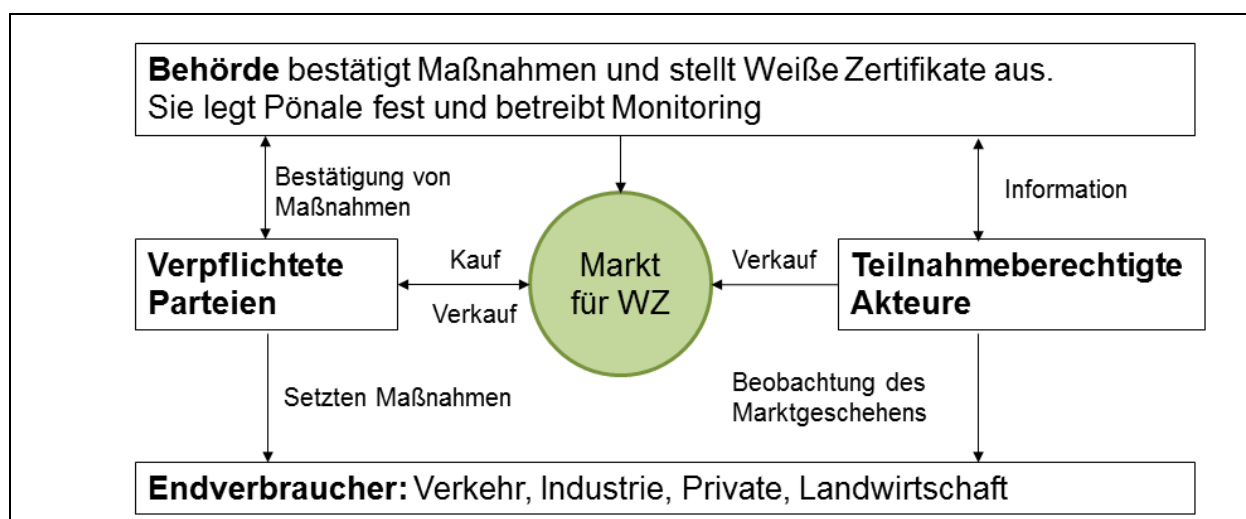 Behörde bestätigt Maßnahmen und stellt Weiße Zertifikate aus.
Sie legt Pönale fest und betreibt Monitoring
Bestätigung von
Maßnahmen
Information
Verpflichtete
Parteien
Kauf
Verkauf
Markt
für WZ
Verkauf
Teilnahmeberechtigte
Akteure
Setzten Maßnahmen
Beobachtung des
Marktgeschehens
Endverbraucher: Verkehr, Industrie, Private, Landwirtschaft